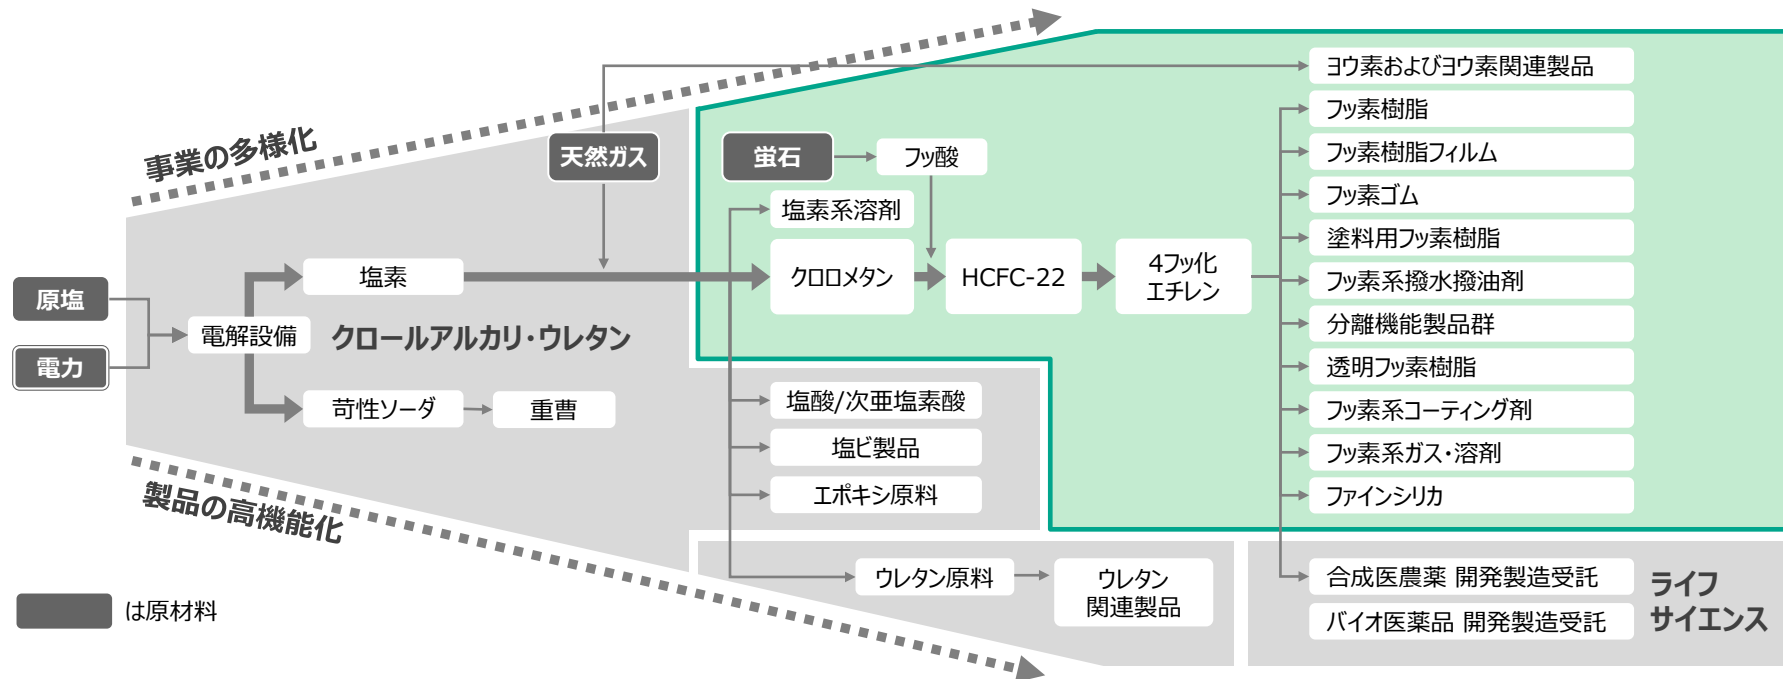 事業の多様化
製品の高機能化
原塩
電力
電解設備
塩素
クロールアルカリ・ウレタン
苛性ソーダ
重曹
天然ガス
蛍石
フッ酸
塩素系溶剤
クロロメタン
HCFC-22
4フッ化
エチレン
塩酸/次亜塩素酸
塩ビ製品
エポキシ原料
ウレタン原料
ウレタン
関連製品
ヨウ素およびヨウ素関連製品
フッ素樹脂
フッ素樹脂フィルム
フッ素ゴム
塗料用フッ素樹脂
フッ素系撥水撥油剤
分離機能製品群
透明フッ素樹脂
フッ素系コーティング剤
フッ素系ガス・溶剤
ファインシリカ
合成医農薬 開発製造受託
バイオ医薬品 開発製造受託
ライフ
サイエンス
は原材料